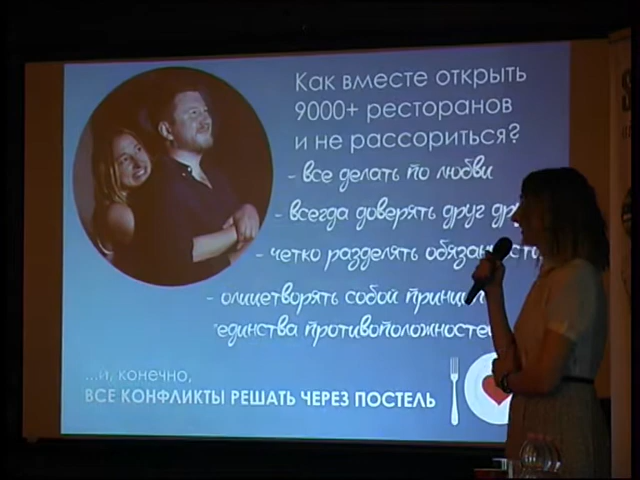 Как вместе открыть
9000+ ресторанов
и не рассориться?
- все делать по любви
- всегда доверять друг
- четко разделять
- олицетворять собой
"единства
...и, конечно,
ВСЕ КОНФЛИКТЫ РЕШАТЬ ЧЕРЕЗ ПОСТЕЛЬ